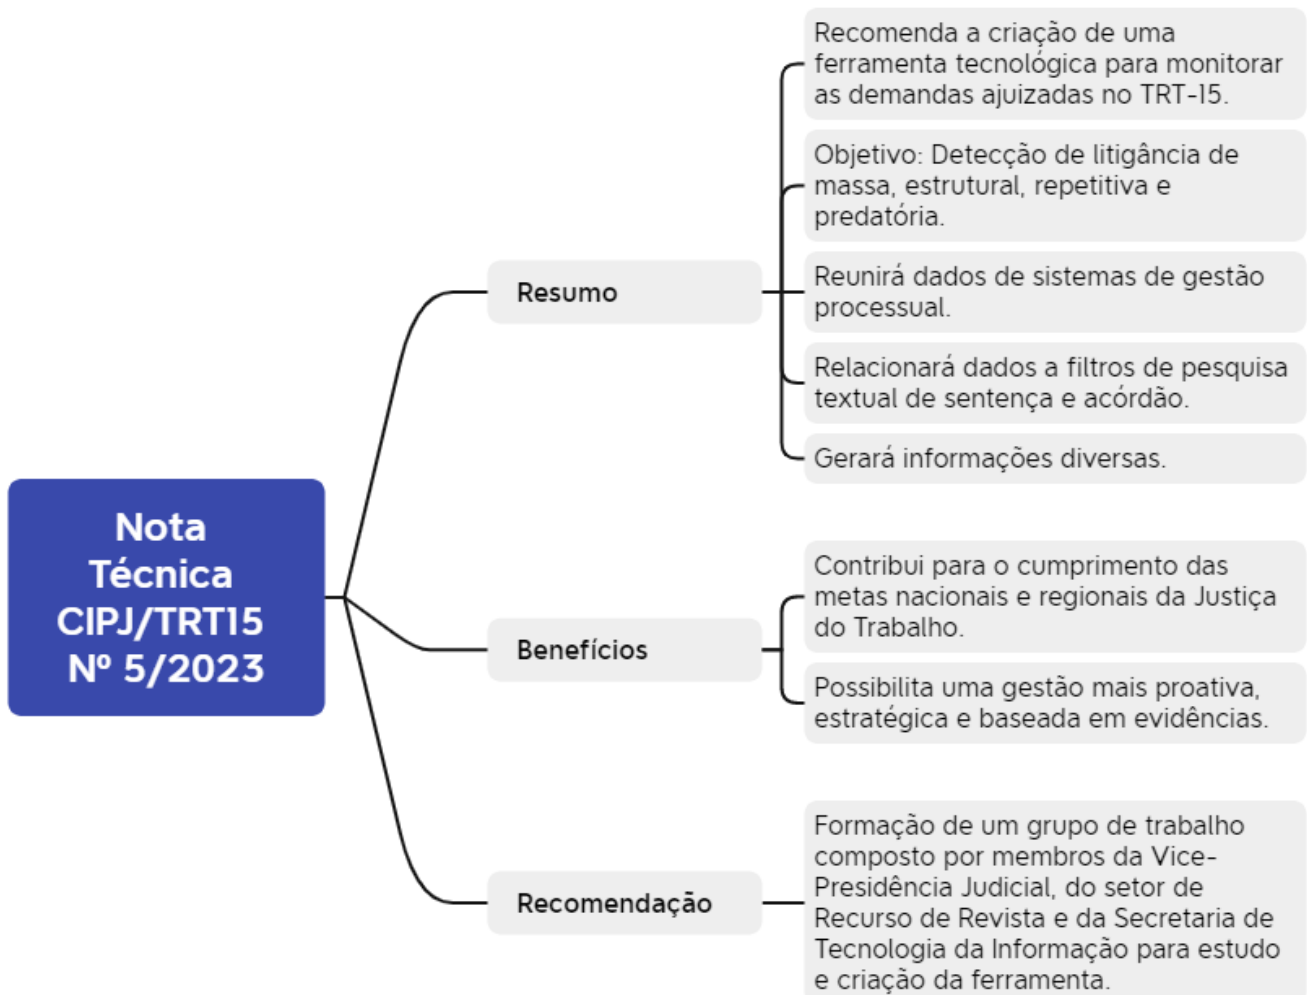 Nota
Técnica
CIPJ/TRT15
Nº 5/2023
Resumo
Recomenda a criação de uma
ferramenta tecnológica para monitorar
as demandas ajuizadas no TRT-15.
Objetivo: Detecção de litigância de
massa, estrutural, repetitiva e
predatória.
Reunirá dados de sistemas de gestão
processual.
Relacionará dados a filtros de pesquisa
textual de sentença e acórdão.
Gerará informações diversas.
Benefícios
Contribui para o cumprimento das
metas nacionais e regionais da Justiça
do Trabalho.
Possibilita uma gestão mais proativa,
estratégica e baseada em evidências.
Recomendação
Formação de um grupo de trabalho
composto por membros da Vice-
Presidência Judicial, do setor de
Recurso de Revista e da Secretaria de
Tecnologia da Informação para estudo
e criação da ferramenta.